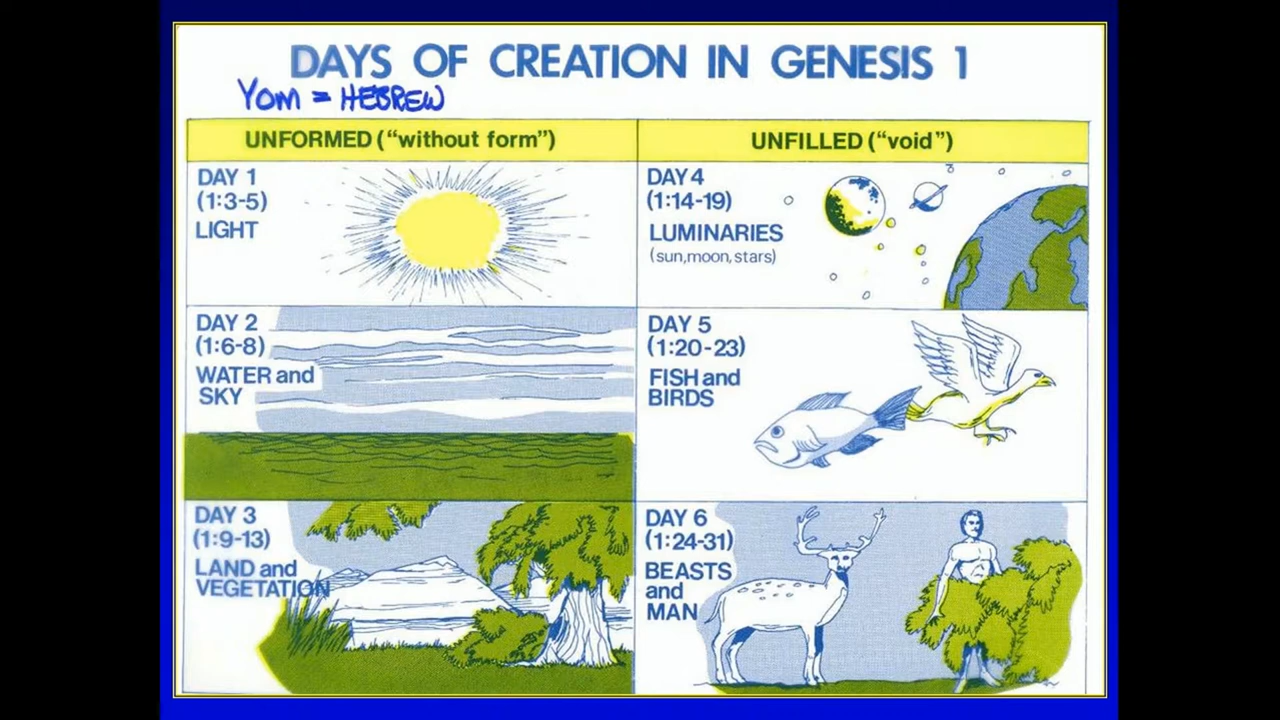 DAYS OF CREATION IN GENESIS 1
YOM = HEBREW
UNFORMED ("without form")
UNFILLED ("void")
DAY 1
(1:3-5)
LIGHT
DAY 4
(1:14-19)
LUMINARIES
(sun,moon,stars)
DAY 2
(1:6-8)
WATER and
SKY
DAY 5
(1:20-23)
FISH and
BIRDS
DAY 3
(1:9-13)
LAND and
VEGETATION
DAY 6
(1:24-31)
BEASTS
and
MAN